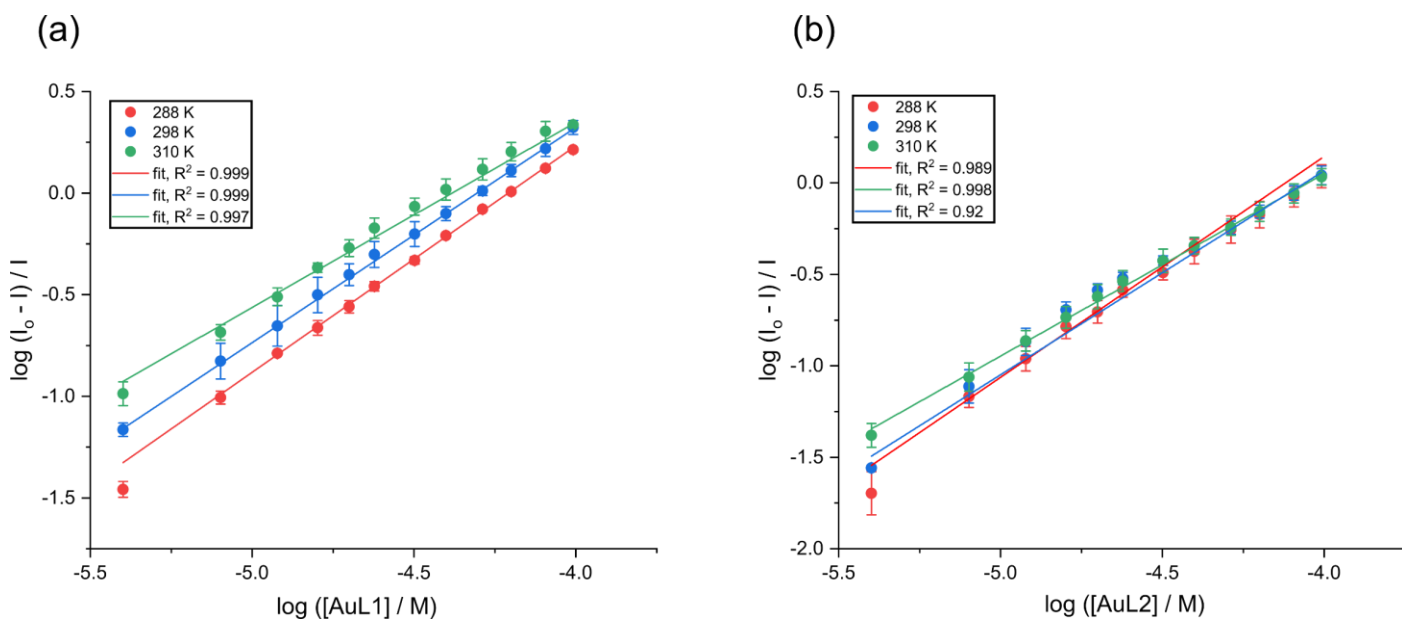 (a)
0.5
0.0
-0.5
-1.0
-1.5
log (Iₒ - I) / I
288 K
298 K
310 K
fit, R² = 0.999
fit, R² = 0.999
fit, R² = 0.997
-5.5
-5.0
-4.5
-4.0
log ([AuL1] / M)
(b)
0.5
0.0
-0.5
-1.0
-1.5
-2.0
log (Iₒ - I) / I
288 K
298 K
310 K
fit, R² = 0.989
fit, R² = 0.998
fit, R² = 0.92
-5.5
-5.0
-4.5
-4.0
log ([AuL2] / M)